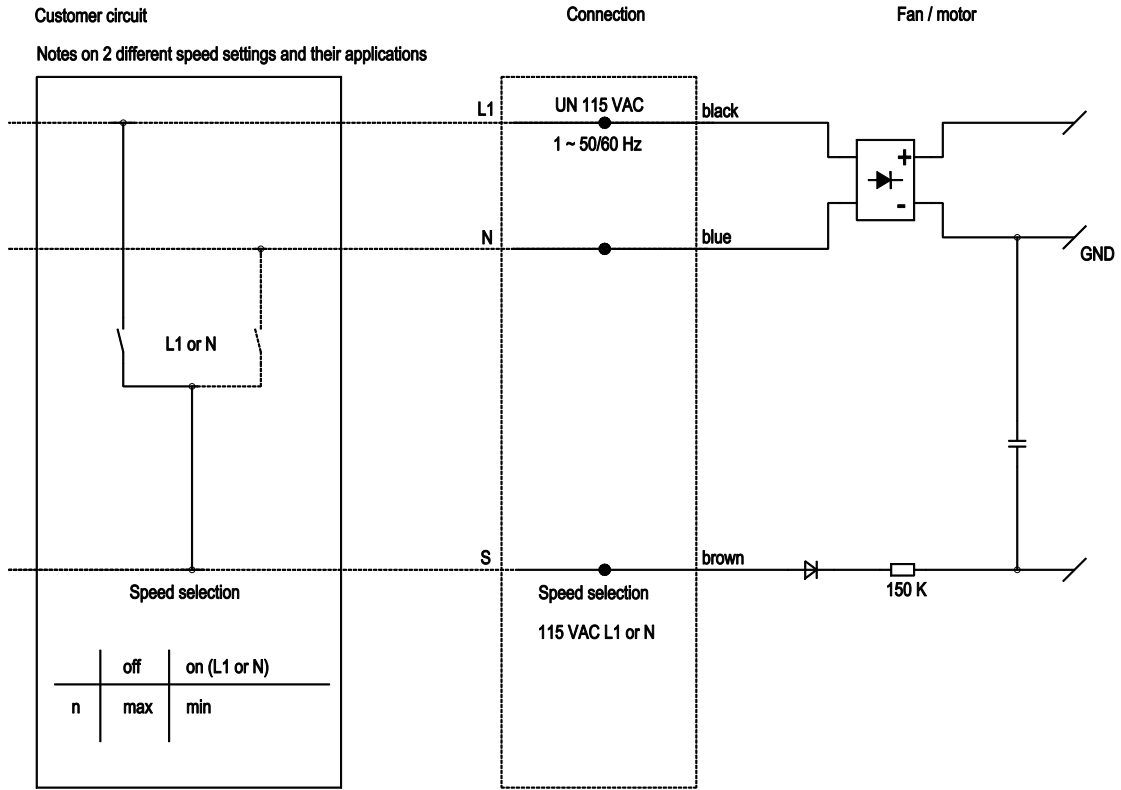 Customer circuit
Connection
Fan / motor
Notes on 2 different speed settings and their applications
L1
UN 115 VAC
black
1 ~ 50/60 Hz
+
-
N
blue
GND
L1 or N
S
brown
Speed selection
Speed selection
150 K
115 VAC L1 or N
off
on (L1 or N)
n
max
min